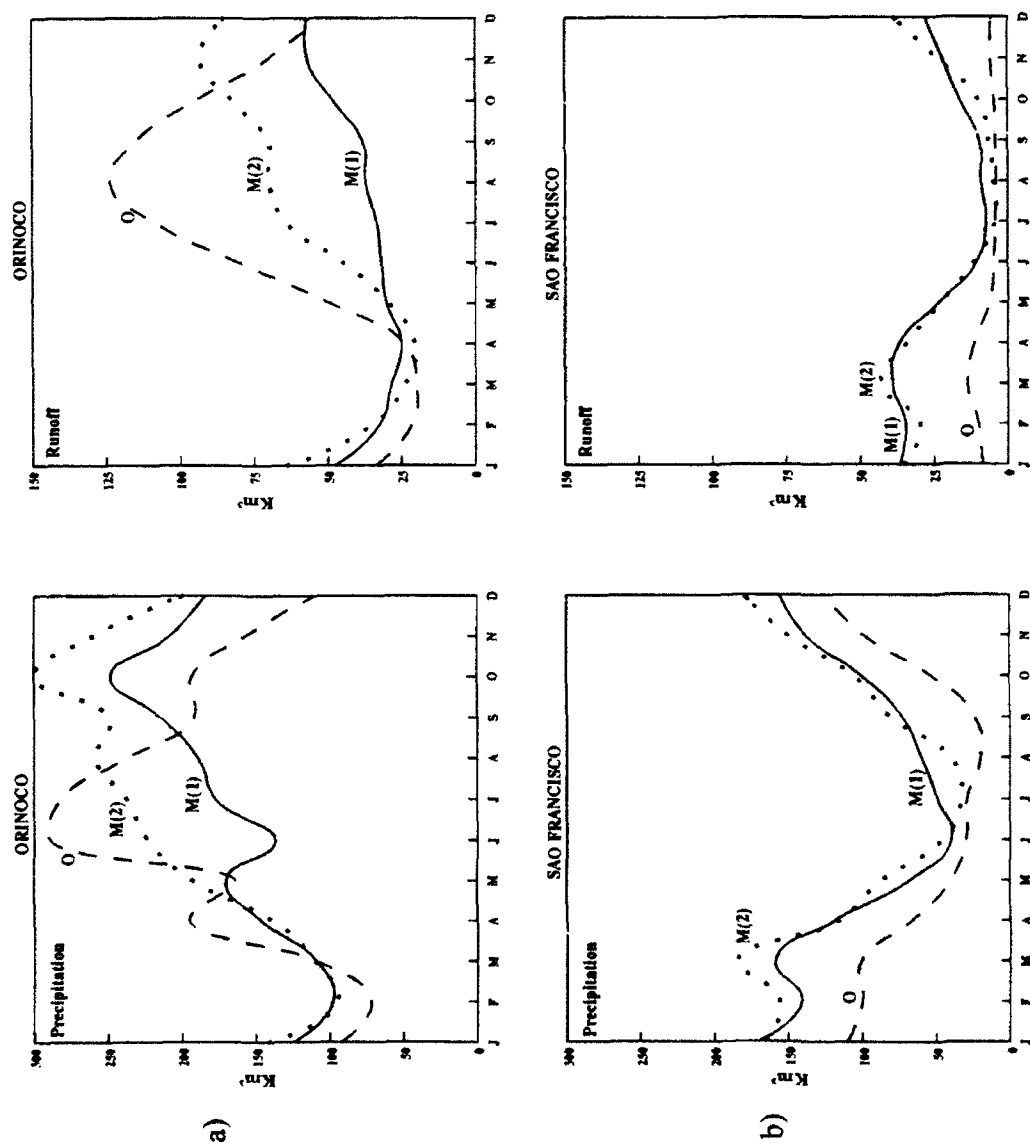 a)
ORINOCO
Precipitation
300
250
200
150
100
50
0
Km³
O
M(2)
M(1)
J F M A M J J A S O N D
ORINOCO
Runoff
150
125
100
75
50
25
0
Km³
O
M(2)
M(1)
J F M A M J J A S O N D
b)
SAO FRANCISCO
Precipitation
300
250
200
150
100
50
0
Km³
M(2)
O
M(1)
J F M A M J J A S O N D
SAO FRANCISCO
Runoff
150
125
100
75
50
25
0
Km³
M(1)
M(2)
O
J F M A M J J A S O N D